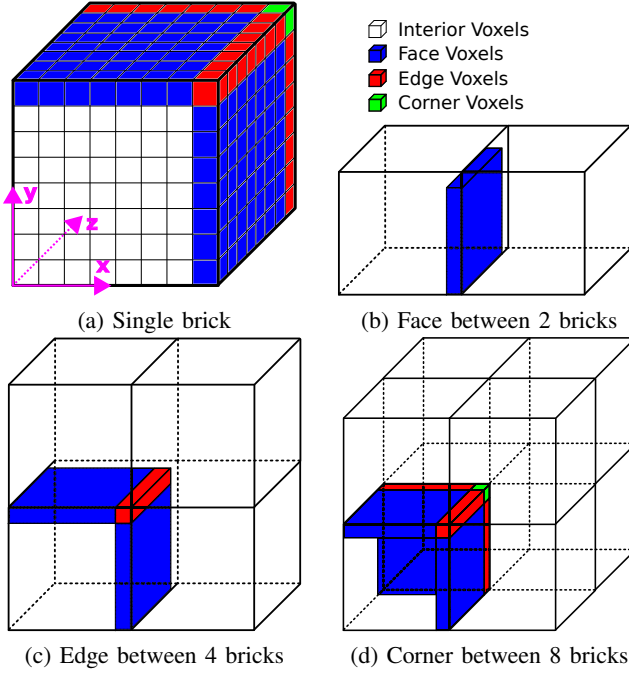 Interior Voxels
Face Voxels
Edge Voxels
Corner Voxels
y
z
x
(a) Single brick
(b) Face between 2 bricks
(c) Edge between 4 bricks
(d) Corner between 8 bricks